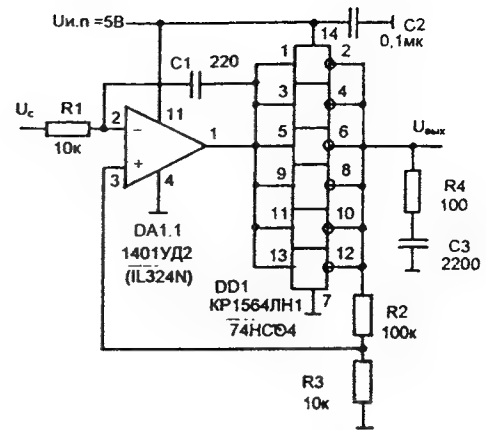 Uи.п =5В
14
C2
0,1мк
C1
220
1
2
3
4
Uc
R1
10к
2
11
1
5
6
Uвых
3
4
9
8
R4
100
11
10
DA1.1
1401УД2
(IL324N)
13
12
C3
2200
DD1
КР1564ЛН1
74HC04
7
R2
100к
R3
10к